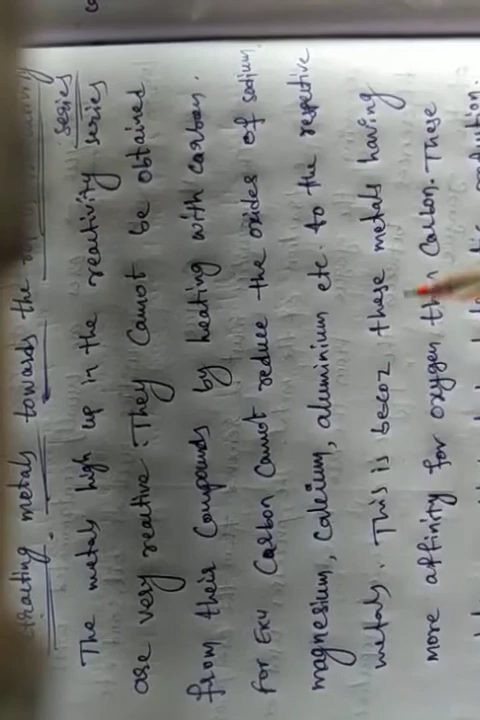 extracting metals towards the
series
The metals high up in the reactivity series
are very reactive. They cannot be obtained
from their compounds by heating with carbon.
for Ex: Carbon cannot reduce the oxides of sodium,
magnesium, calcium, aluminium etc. to the respective
metals. This is becoz these metals having
more affinity for oxygen than Carbon. These